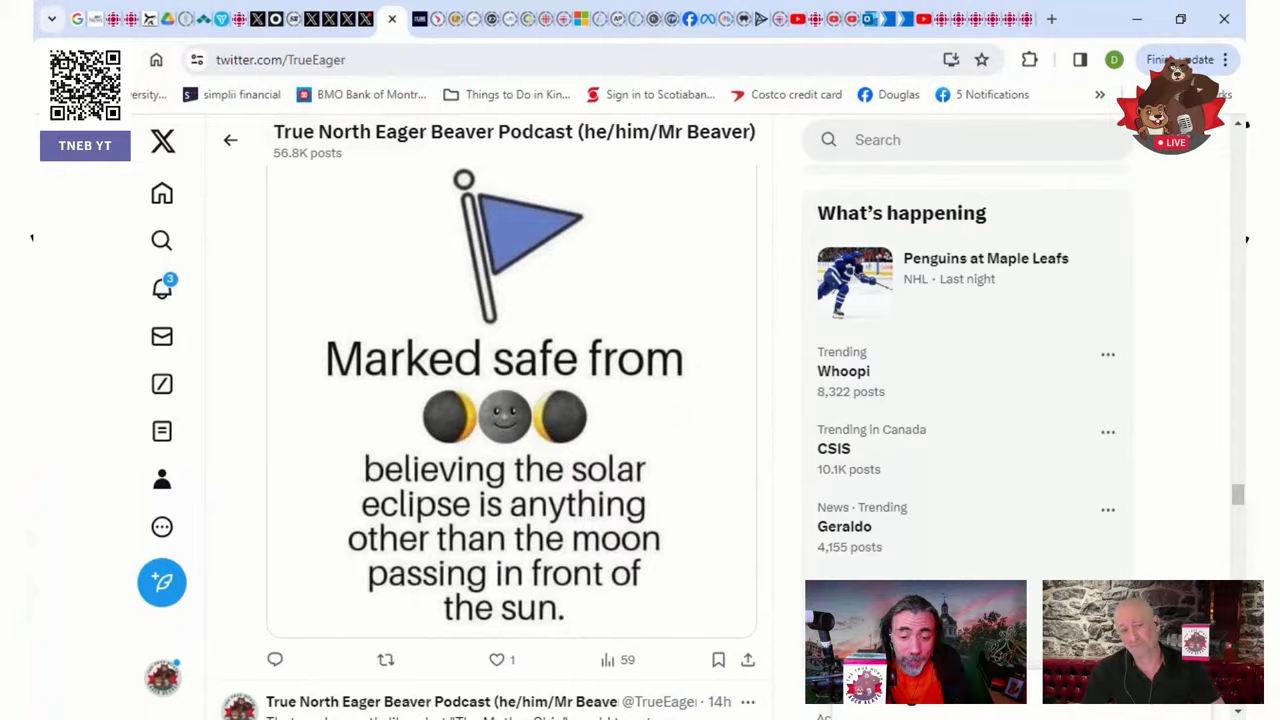 Finish update
twitter.com/TrueEager
simplii financial
BMO Bank of Montr...
Things to Do in Kin...
Sign in to Scotiaban...
Costco credit card
Douglas
5 Notifications
»
LIVE
TNEB YT
True North Eager Beaver Podcast (he/him/Mr Beaver)
56.8K posts
Search
3
Marked safe from
believing the solar
eclipse is anything
other than the moon
passing in front of
the sun.
1
59
True North Eager Beaver Podcast (he/him/Mr Beave
@TrueEager · 14h
What's happening
Penguins at Maple Leafs
NHL · Last night
Trending
Whoopi
8,322 posts
Trending in Canada
CSIS
10.1K posts
News · Trending
Geraldo
4,155 posts